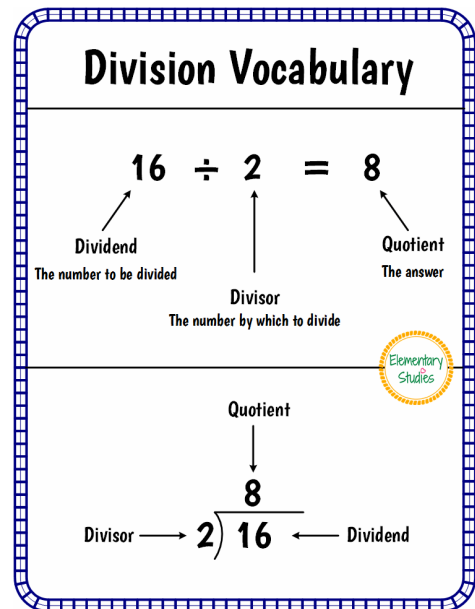 Division Vocabulary
16 ÷ 2 = 8
Dividend
The number to be divided
Divisor
The number by which to divide
Quotient
The answer
Elementary
Studies
Quotient
8
Divisor 2)16 Dividend